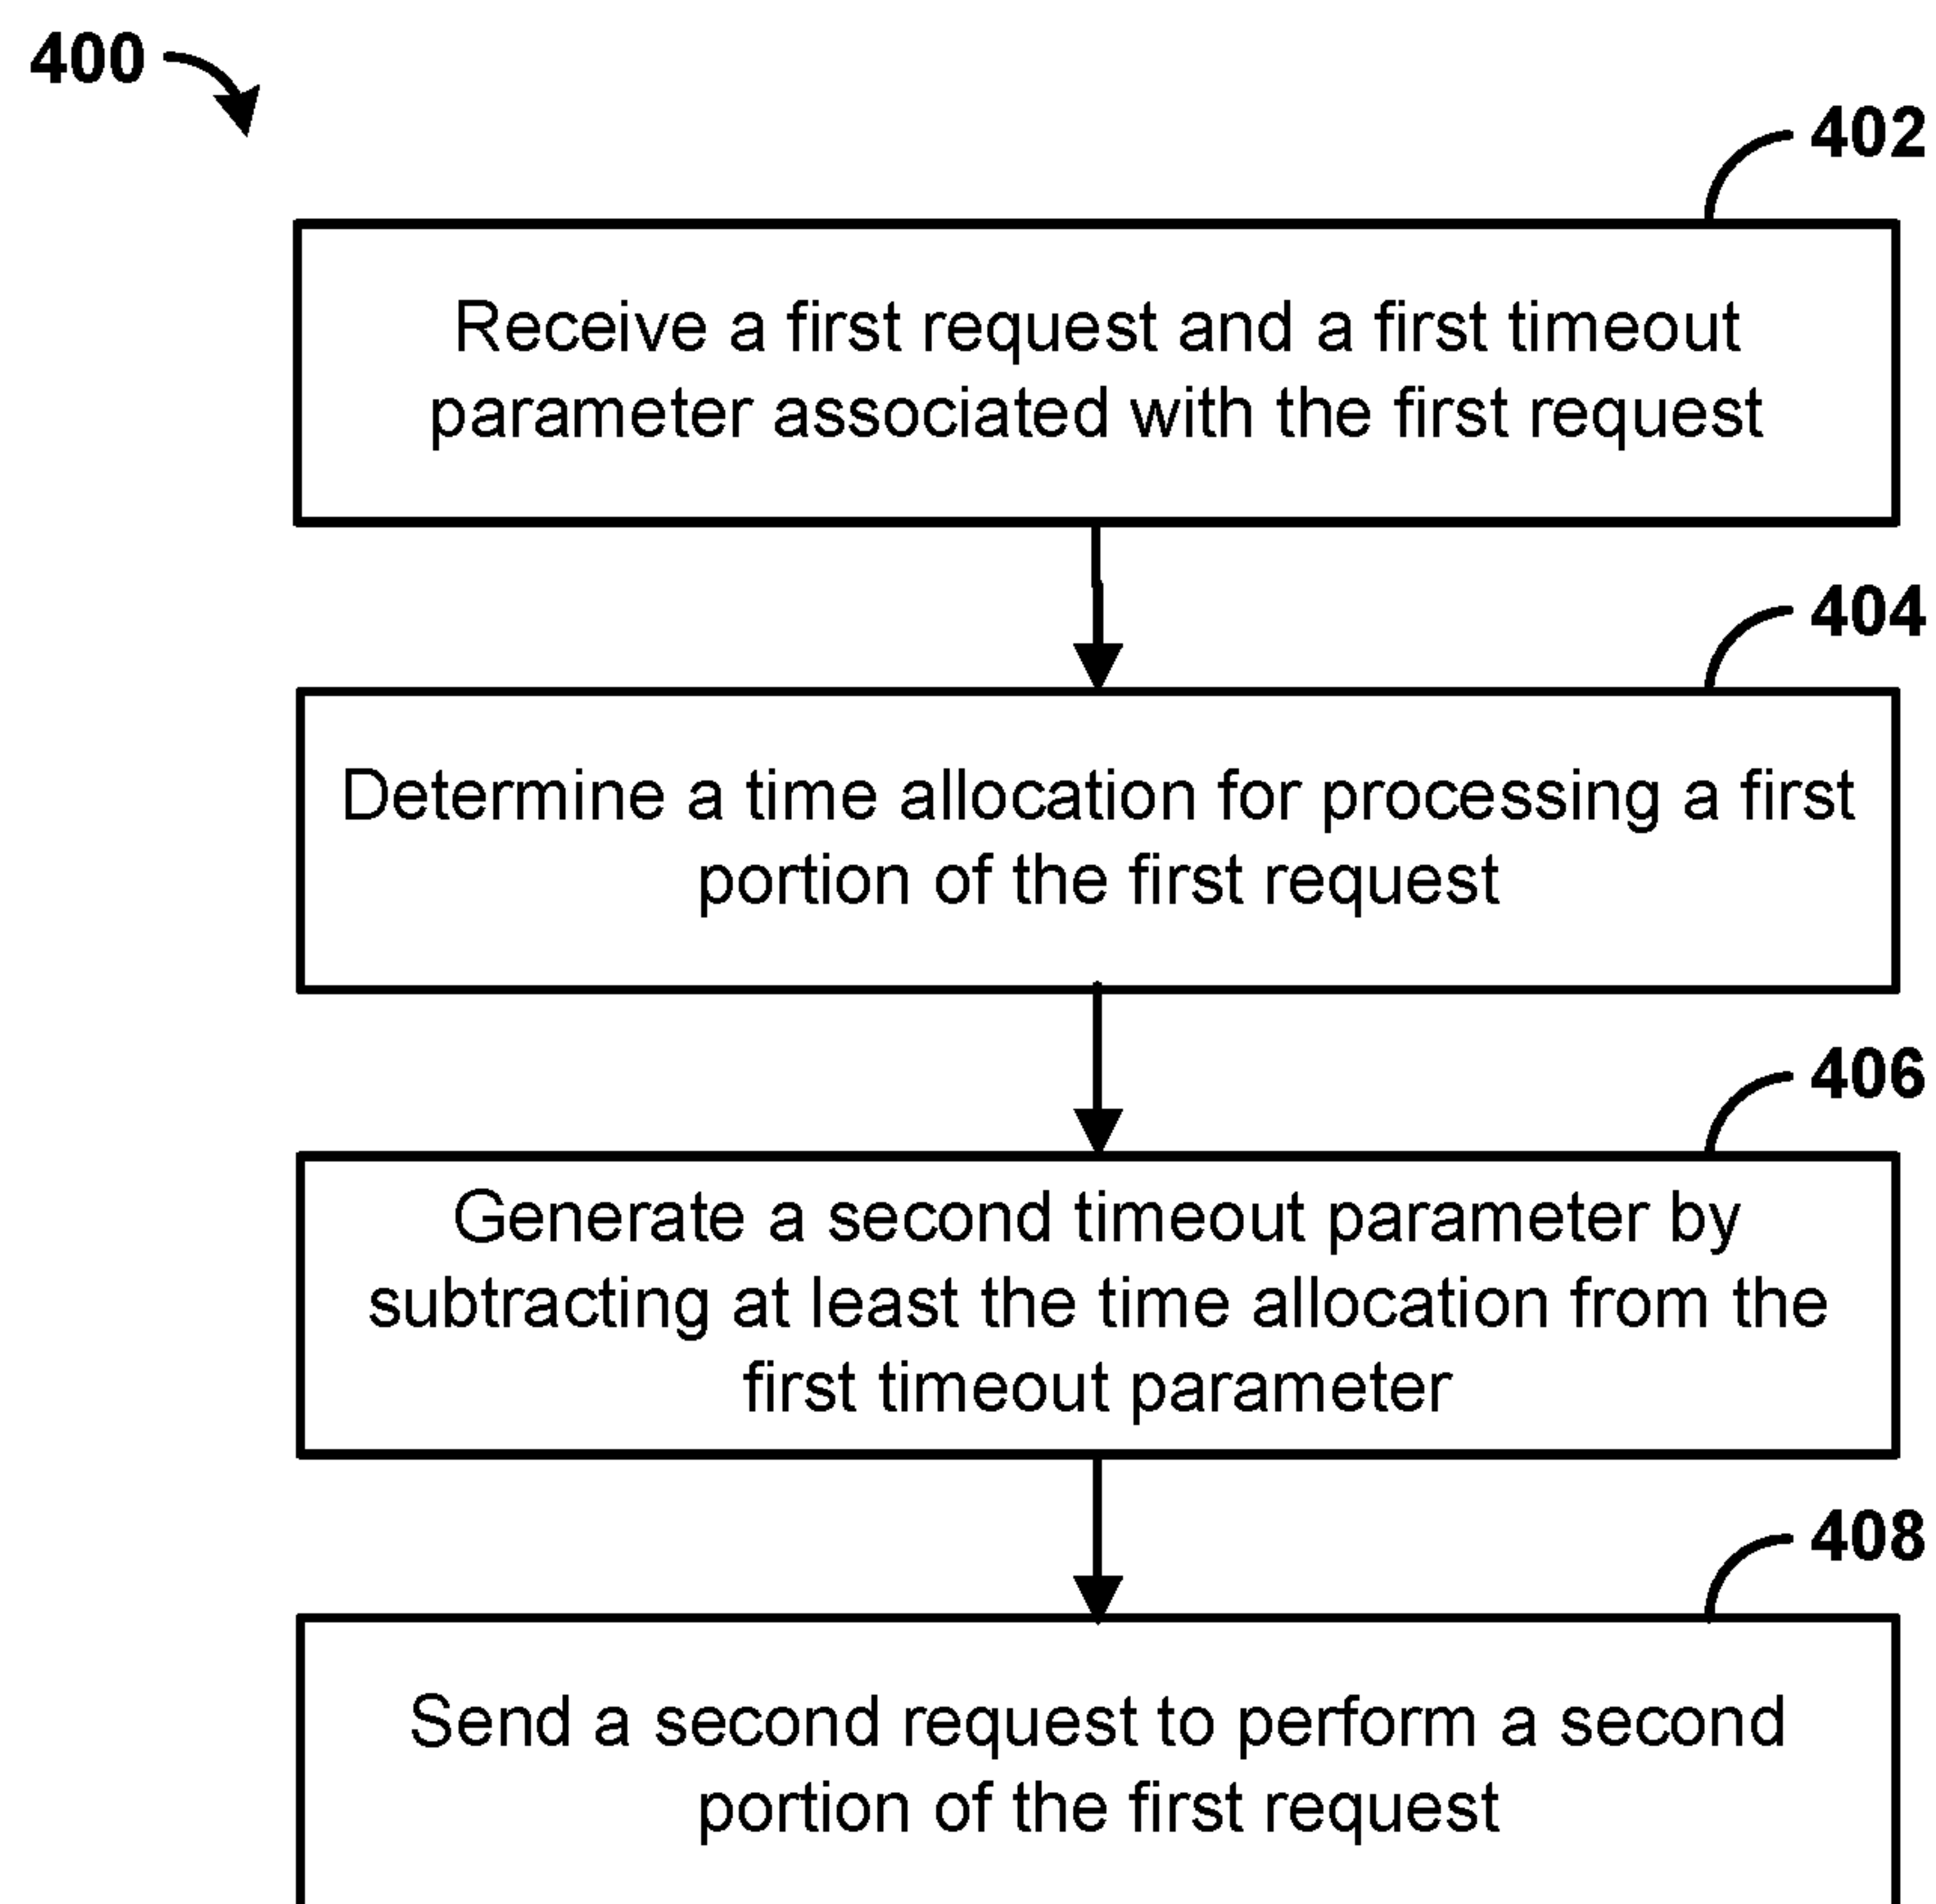 400
402
Receive a first request and a first timeout
parameter associated with the first request
404
Determine a time allocation for processing a first
portion of the first request
406
Generate a second timeout parameter by
subtracting at least the time allocation from the
first timeout parameter
408
Send a second request to perform a second
portion of the first request